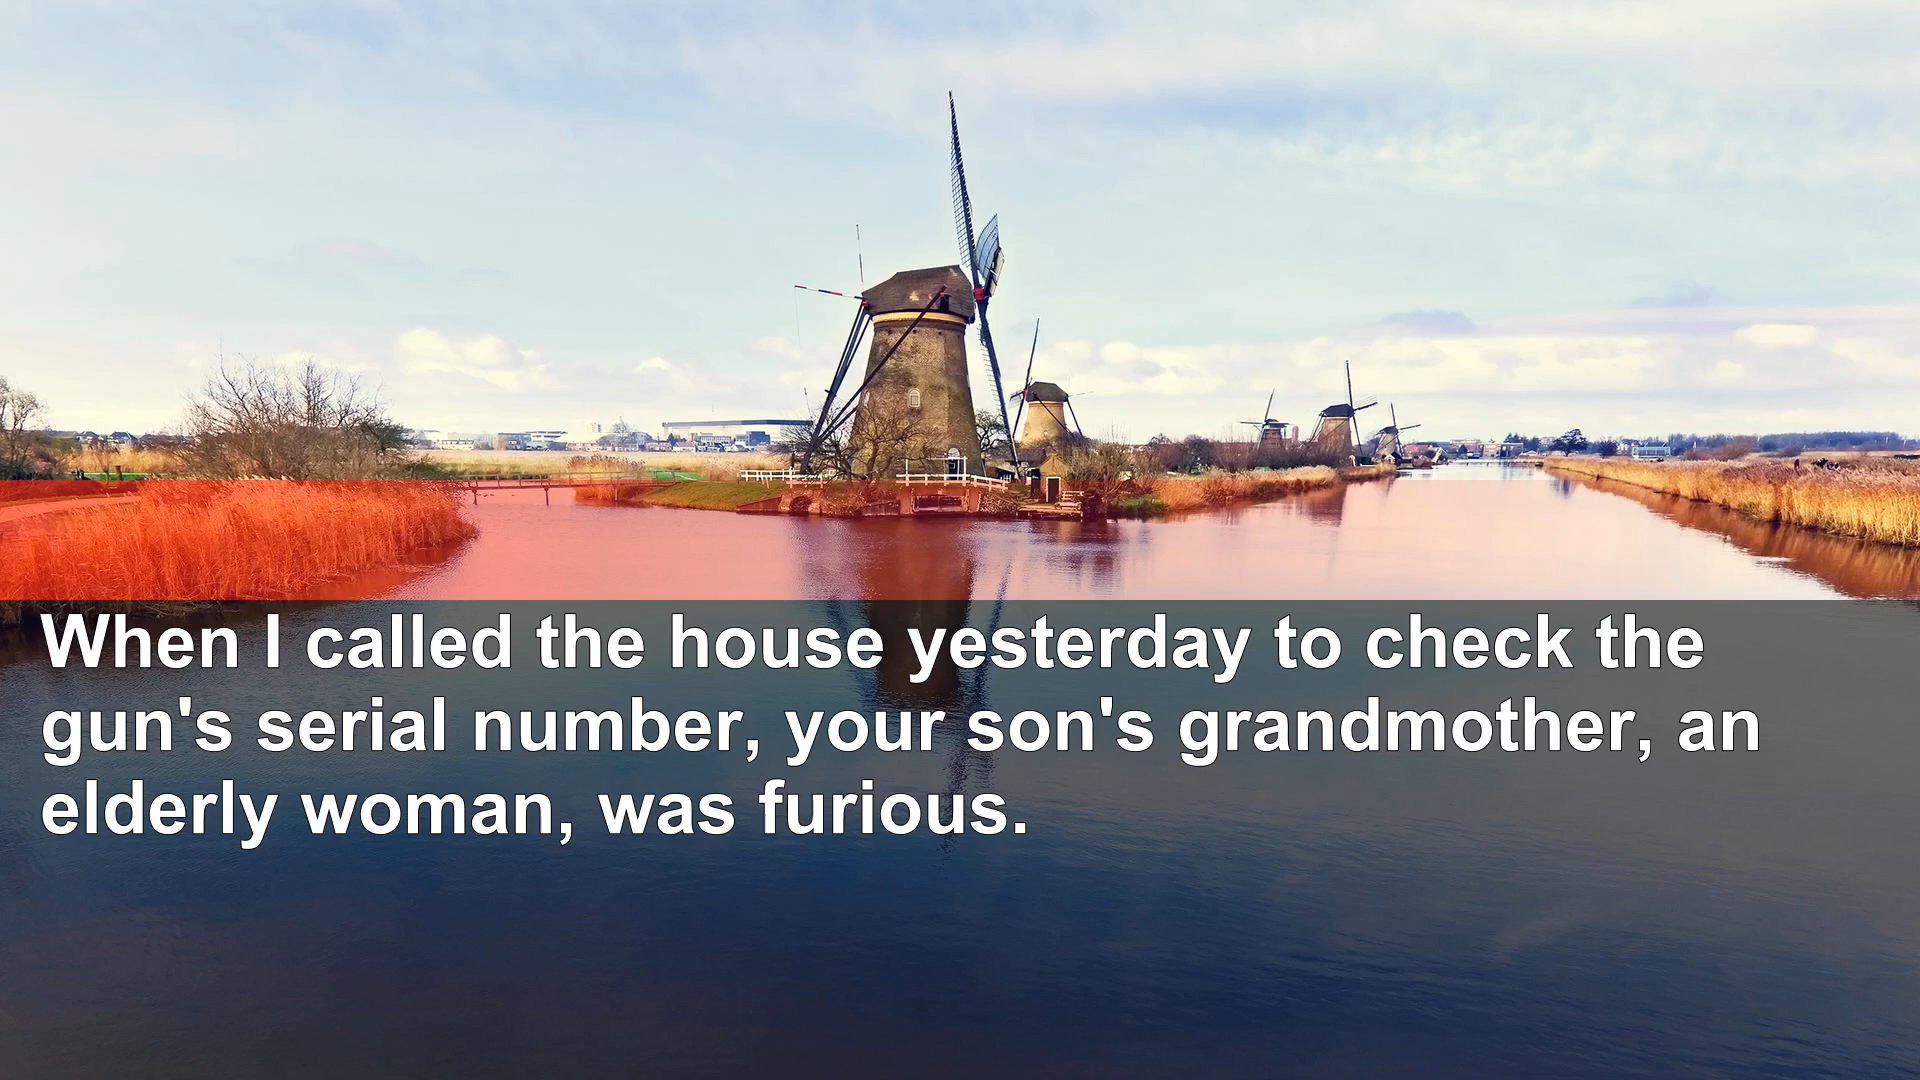 When I called the house yesterday to check the
gun's serial number, your son's grandmother, an
elderly woman, was furious.